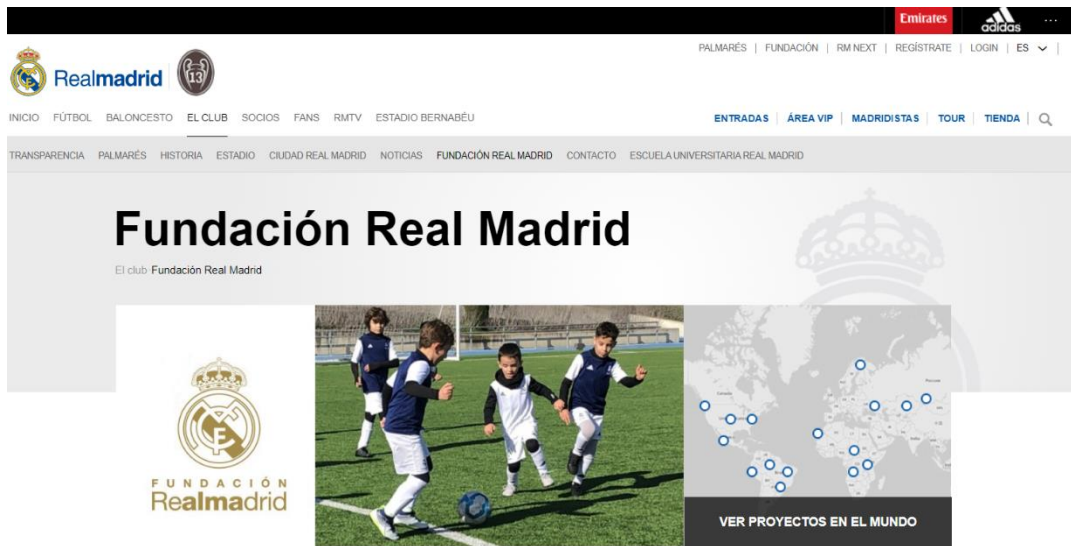 Emirates
adidas
...
PALMARÉS | FUNDACIÓN | RM NEXT | REGÍSTRATE | LOGIN | ES
Realmadrid
13
INICIO FÚTBOL BALONCESTO EL CLUB SOCIOS FANS RMTV ESTADIO BERNABÉU
ENTRADAS | ÁREA VIP | MADRIDISTAS | TOUR | TIENDA |
TRANSPARENCIA PALMARÉS HISTORIA ESTADIO CIUDAD REAL MADRID NOTICIAS FUNDACIÓN REAL MADRID CONTACTO ESCUELA UNIVERSITARIA REAL MADRID
Fundación Real Madrid
El club Fundación Real Madrid
FUNDACIÓN
Realmadrid
VER PROYECTOS EN EL MUNDO